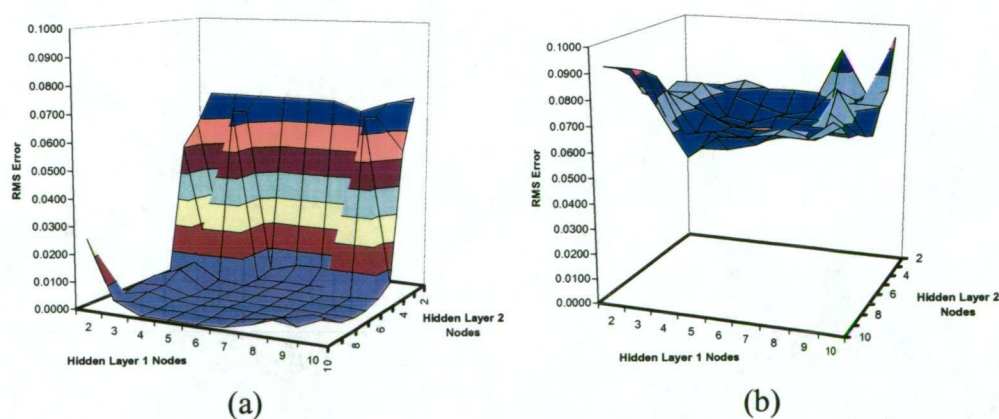 0.1000
0.0900
0.0800
0.0700
0.0600
0.0500
0.0400
0.0300
0.0200
0.0100
0.0000
RMS Error
2 3 4 5 6 7 8 9 10
Hidden Layer 1 Nodes
2 4 6 8 10
Hidden Layer 2
Nodes
(a)
0.1000
0.0900
0.0800
0.0700
0.0600
0.0500
0.0400
0.0300
0.0200
0.0100
0.0000
RMS Error
2 3 4 5 6 7 8 9 10
Hidden Layer 1 Nodes
2 4 6 8 10
Hidden Layer 2
Nodes
(b)